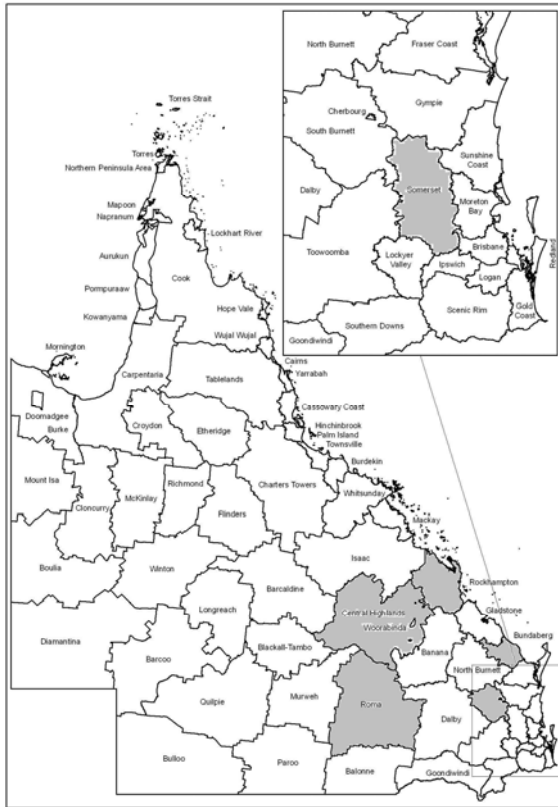 North Burnett
Fraser Coast
Cherbourg
Gympie
South Burnett
Sunshine
Coast
Dalby
Somerset
Moreton
Bay
Toowoomba
Lockyer
Valley
Brisbane
Ipswich
Redland
Logan
Scenic Rim
Gold
Coast
Southern Downs
Goondiwindi
Torres Strait
Torres
Northern Peninsula Area
Mapoon
Napranum
Lockhart River
Aurukun
Cook
Pormpuraaw
Kowanyama
Hope Vale
Wujal Wujal
Mornington
Cairns
Yarrabah
Carpentaria
Tablelands
Doomadgee
Burke
Croydon
Etheridge
Cassowary Coast
Hinchinbrook
Palm Island
Townsville
Burdekin
Mount Isa
Cloncurry
McKinlay
Richmond
Flinders
Charters Towers
Whitsunday
Mackay
Boulia
Winton
Isaac
Barcaldine
Longreach
Central Highlands
Woorabinda
Rockhampton
Gladstone
Bundaberg
Diamantina
Barcoo
Blackall-Tambo
Banana
North Burnett
Quilpie
Murweh
Roma
Dalby
Bulloo
Paroo
Balonne
Goondiwindi